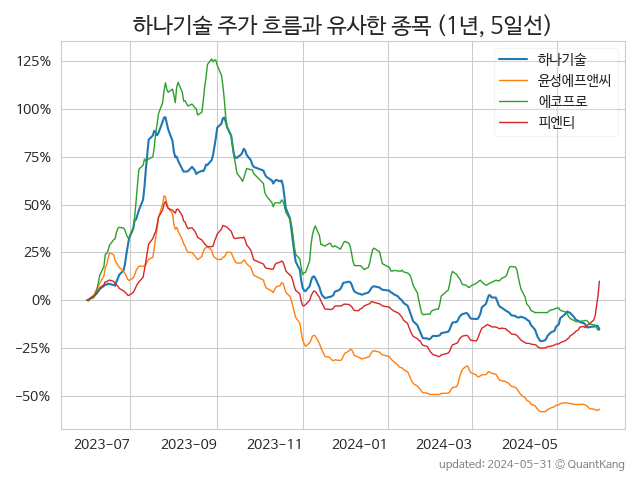 하나기술 주가 흐름과 유사한 종목 (1년, 5일선)
하나기술
윤성에프앤씨
에코프로
피엔티
125%
100%
75%
50%
25%
0%
−25%
−50%
2023-07
2023-09
2023-11
2024-01
2024-03
2024-05
updated: 2024-05-31 © QuantKang